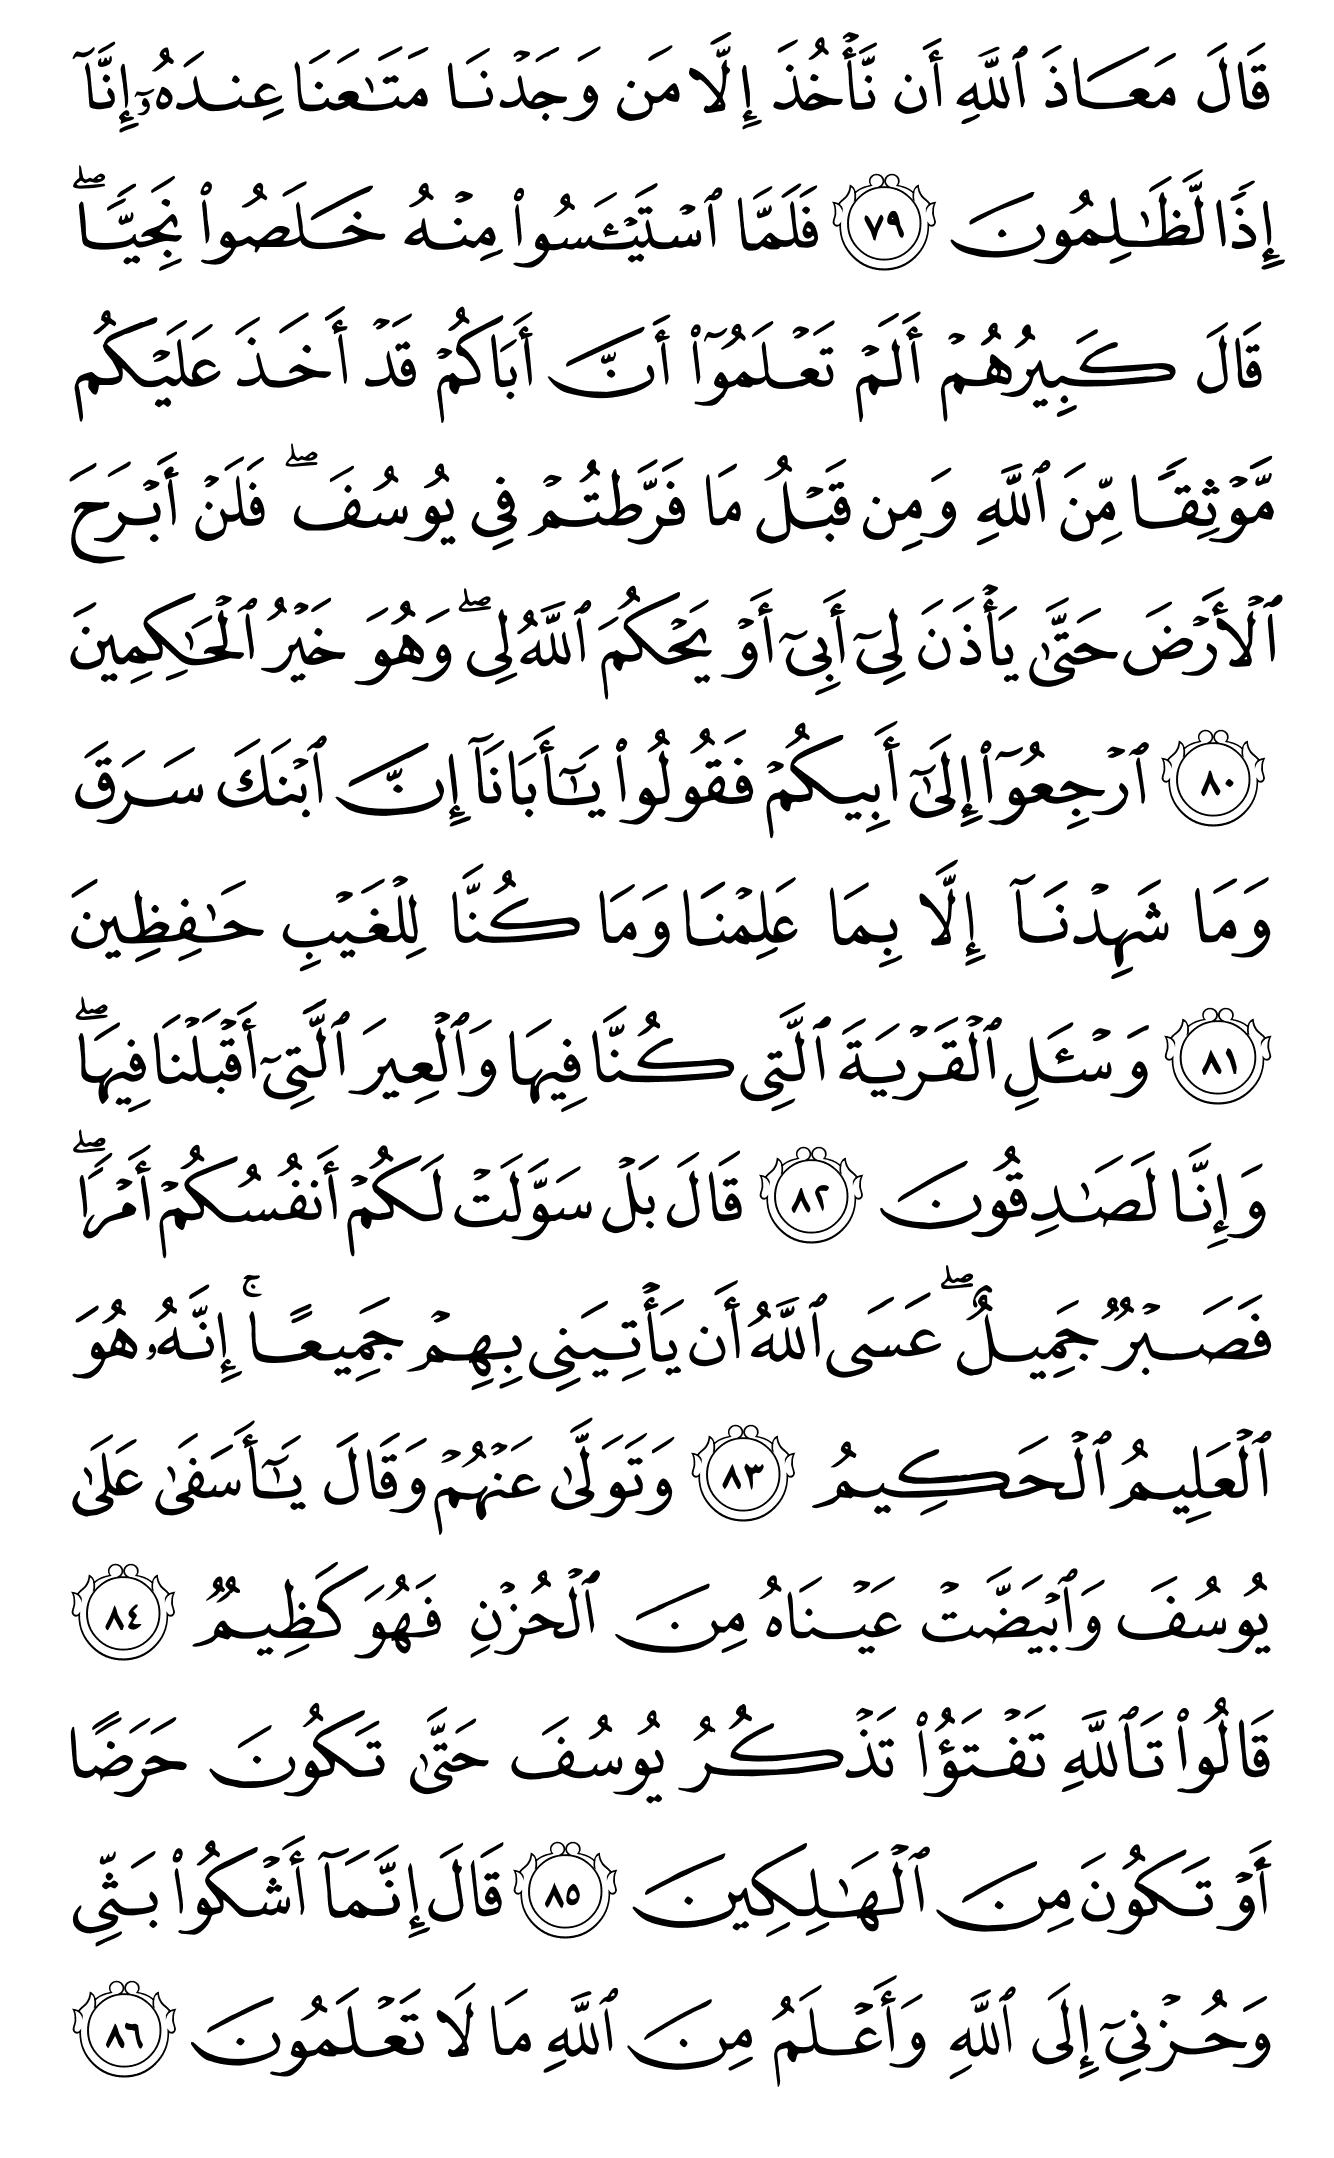 قَالَ مَعَاذَ ٱللَّهِ أَن نَّأۡخُذَ إِلَّا مَن وَجَدۡنَا مَتَٰعَنَا عِندَهُۥٓ إِنَّآ
إِذٗا لَّظَٰلِمُونَ ٧٩ فَلَمَّا ٱسۡتَيۡـَٔسُواْ مِنۡهُ خَلَصُواْ نَجِيّٗاۖ
قَالَ كَبِيرُهُمۡ أَلَمۡ تَعۡلَمُوٓاْ أَنَّ أَبَاكُمۡ قَدۡ أَخَذَ عَلَيۡكُم
مَّوۡثِقٗا مِّنَ ٱللَّهِ وَمِن قَبۡلُ مَا فَرَّطتُمۡ فِي يُوسُفَۖ فَلَنۡ أَبۡرَحَ
ٱلۡأَرۡضَ حَتَّىٰ يَأۡذَنَ لِيٓ أَبِيٓ أَوۡ يَحۡكُمَ ٱللَّهُ لِيۖ وَهُوَ خَيۡرُ ٱلۡحَٰكِمِينَ
٨٠ ٱرۡجِعُوٓاْ إِلَىٰٓ أَبِيكُمۡ فَقُولُواْ يَٰٓأَبَانَآ إِنَّ ٱبۡنَكَ سَرَقَ
وَمَا شَهِدۡنَآ إِلَّا بِمَا عَلِمۡنَا وَمَا كُنَّا لِلۡغَيۡبِ حَٰفِظِينَ
٨١ وَسۡـَٔلِ ٱلۡقَرۡيَةَ ٱلَّتِي كُنَّا فِيهَا وَٱلۡعِيرَ ٱلَّتِيٓ أَقۡبَلۡنَا فِيهَاۖ
وَإِنَّا لَصَٰدِقُونَ ٨٢ قَالَ بَلۡ سَوَّلَتۡ لَكُمۡ أَنفُسُكُمۡ أَمۡرٗاۖ
فَصَبۡرٞ جَمِيلٌۖ عَسَى ٱللَّهُ أَن يَأۡتِيَنِي بِهِمۡ جَمِيعًاۚ إِنَّهُۥ هُوَ
ٱلۡعَلِيمُ ٱلۡحَكِيمُ ٨٣ وَتَوَلَّىٰ عَنۡهُمۡ وَقَالَ يَٰٓأَسَفَىٰ عَلَىٰ
يُوسُفَ وَٱبۡيَضَّتۡ عَيۡنَاهُ مِنَ ٱلۡحُزۡنِ فَهُوَ كَظِيمٞ ٨٤
قَالُواْ تَٱللَّهِ تَفۡتَؤُاْ تَذۡكُرُ يُوسُفَ حَتَّىٰ تَكُونَ حَرَضًا
أَوۡ تَكُونَ مِنَ ٱلۡهَٰلِكِينَ ٨٥ قَالَ إِنَّمَآ أَشۡكُواْ بَثِّي
وَحُزۡنِيٓ إِلَى ٱللَّهِ وَأَعۡلَمُ مِنَ ٱللَّهِ مَا لَا تَعۡلَمُونَ ٨٦